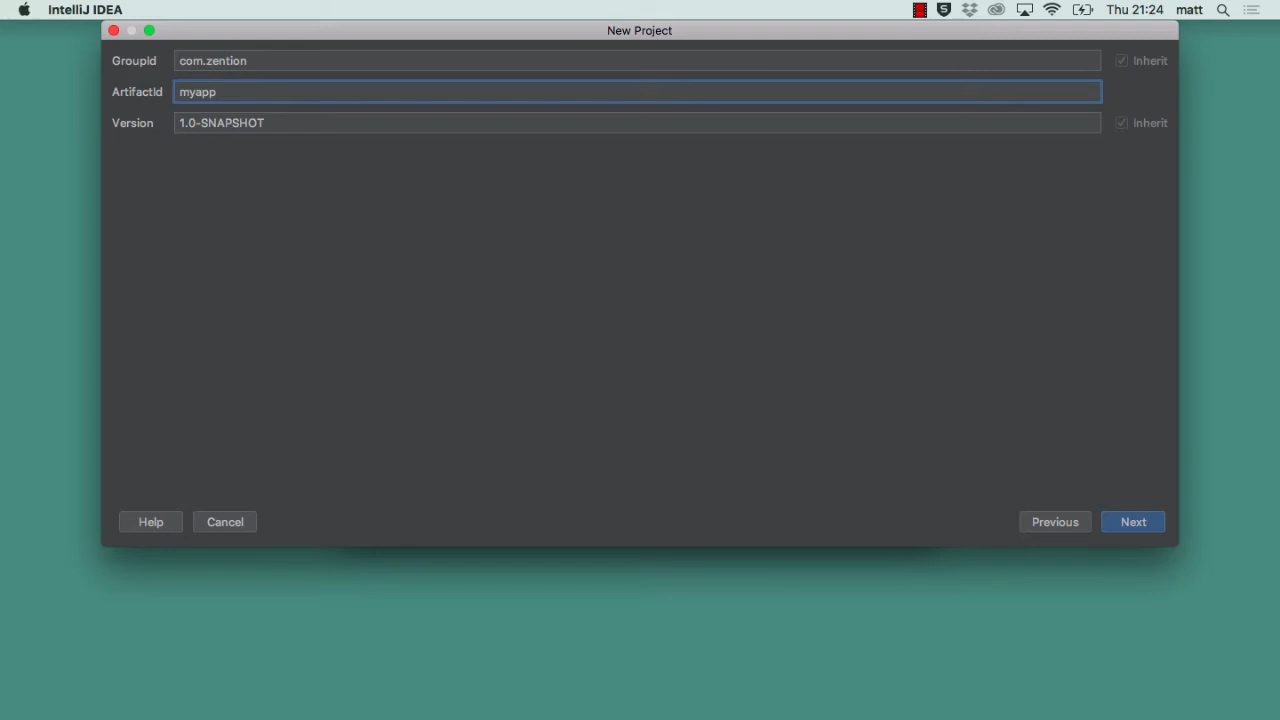 IntelliJ IDEA Thu 21:24 matt
New Project
GroupId com.zention Inherit
ArtifactId myapp
Version 1.0-SNAPSHOT Inherit
Help Cancel Previous Next